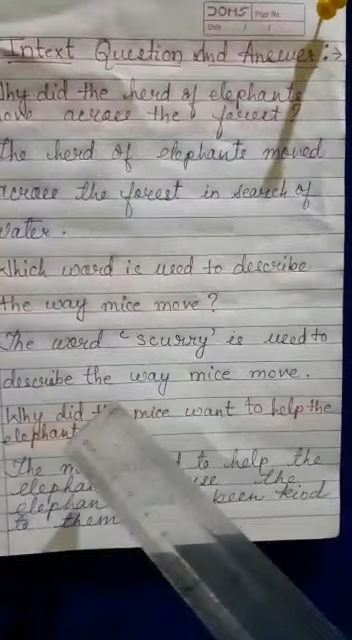 DOMS Page No.
Date / /
Intext Question And Answer :->
Why did the herd of elephants
move across the forest?
The herd of elephants moved
across the forest in search of
water.
Which word is used to describe
the way mice move?
The word 'scurry' is used to
describe the way mice move.
Why did the mice want to help the
elephant
The to help the
the
elephan been kind
to them